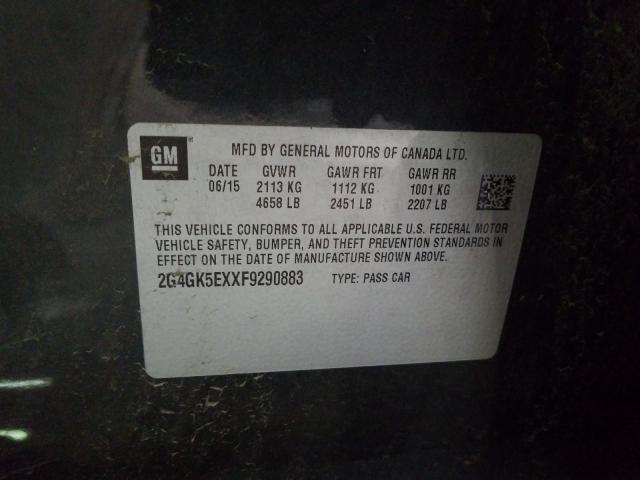 GM ® MFD BY GENERAL MOTORS OF CANADA LTD.
DATE GVWR GAWR FRT GAWR RR
06/15 2113 KG 1112 KG 1001 KG
4658 LB 2451 LB 2207 LB
THIS VEHICLE CONFORMS TO ALL APPLICABLE U.S. FEDERAL MOTOR
VEHICLE SAFETY, BUMPER, AND THEFT PREVENTION STANDARDS IN
EFFECT ON THE DATE OF MANUFACTURE SHOWN ABOVE.
2G4GK5EXXF9290883 TYPE: PASS CAR